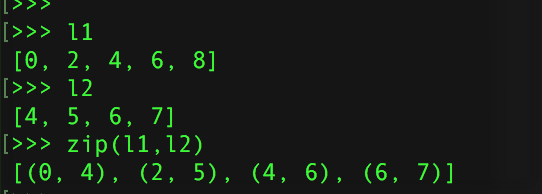 [>>>
[>>> l1
[0, 2, 4, 6, 8]
[>>> l2
[4, 5, 6, 7]
[>>> zip(l1,l2)
[(0, 4), (2, 5), (4, 6), (6, 7)]